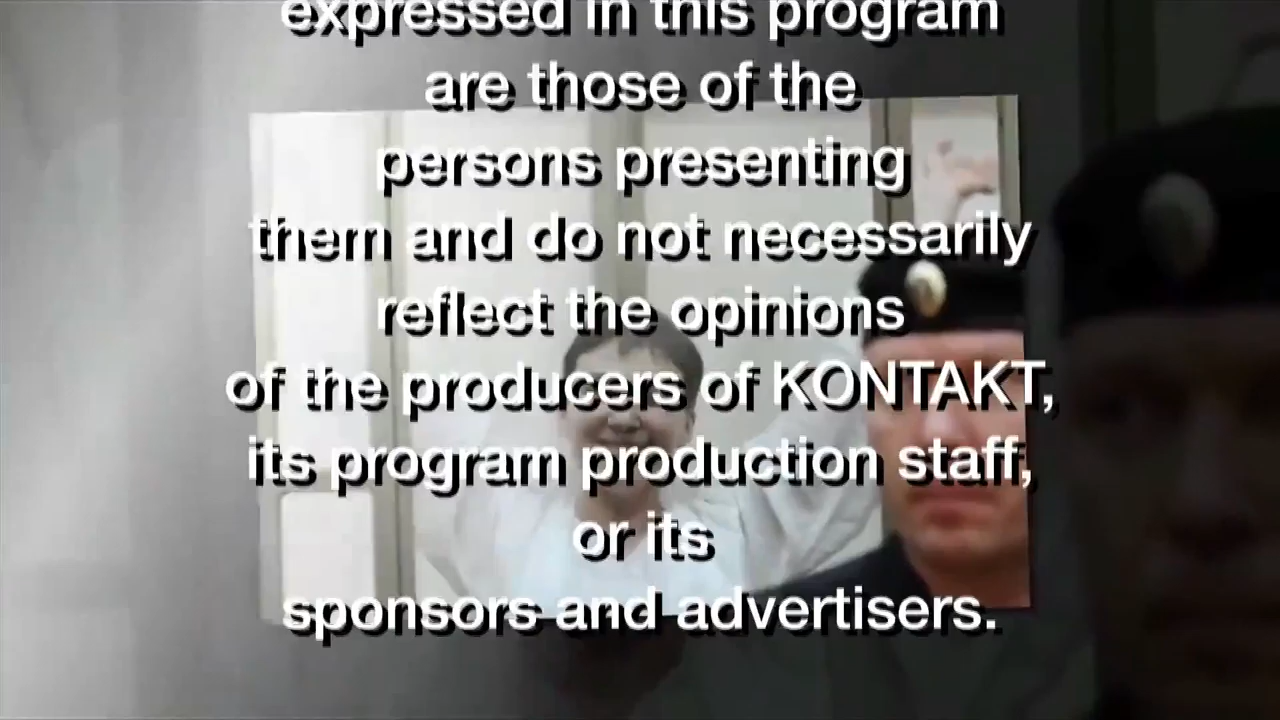 expressed in this program
are those of the
persons presenting
them and do not necessarily
reflect the opinions
of the producers of KONTAKT,
its program production staff,
or its
sponsors and advertisers.